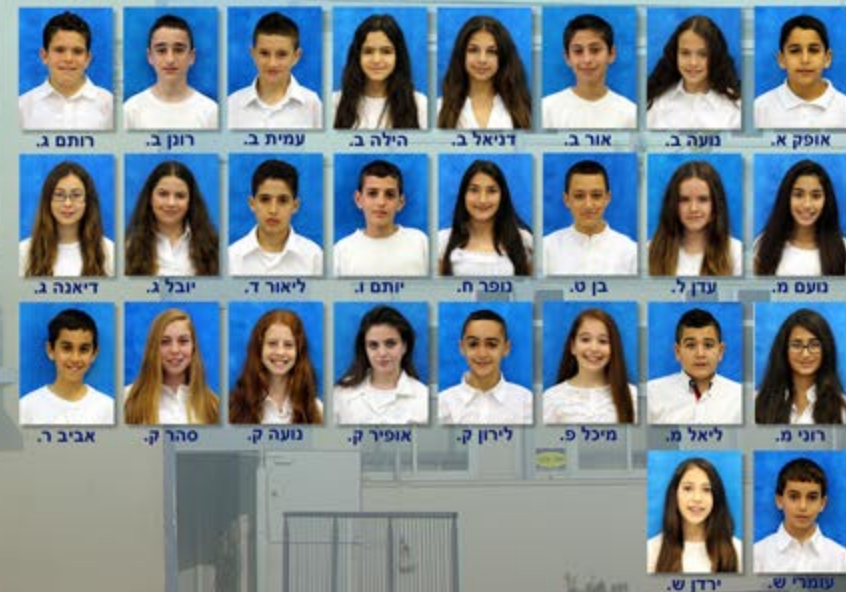 אופק א.
נועה ב.
אור ב.
דניאל ב.
הילה ב.
עמית ב.
רונן ב.
רותם ג.
נועם מ.
עדן ל.
בן ט.
נופר ח.
יותם ו.
ליאור ד.
יובל ג.
דיאנה ג.
רוני מ.
ליאל מ.
מיכל פ.
לירון ק.
אופיר ק.
נועה ק.
סהר ק.
אביב ר.
עומרי ש.
ירדן ש.